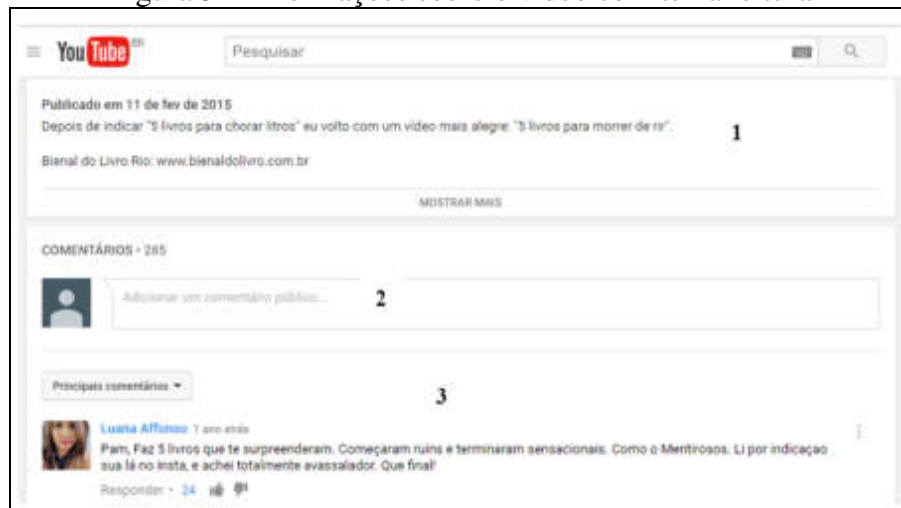 YouTube BR
Pesquisar
Publicado em 11 de fev de 2015
Depois de indicar "5 livros para chorar litros" eu volto com um vídeo mais alegre: "5 livros para morrer de rir".
1
Bienal do Livro Rio: www.bienaldolivro.com.br
MOSTRAR MAIS
COMENTÁRIOS • 285
Adicionar um comentário público...
2
Principais comentários
3
Luana Affonso 1 ano atrás
Pam, Faz 5 livros que te surpreenderam. Começaram ruins e terminaram sensacionais. Como o Mentirosos. Li por indicaçao
sua lá no insta, e achei totalmente avassalador. Que final!
Responder • 24